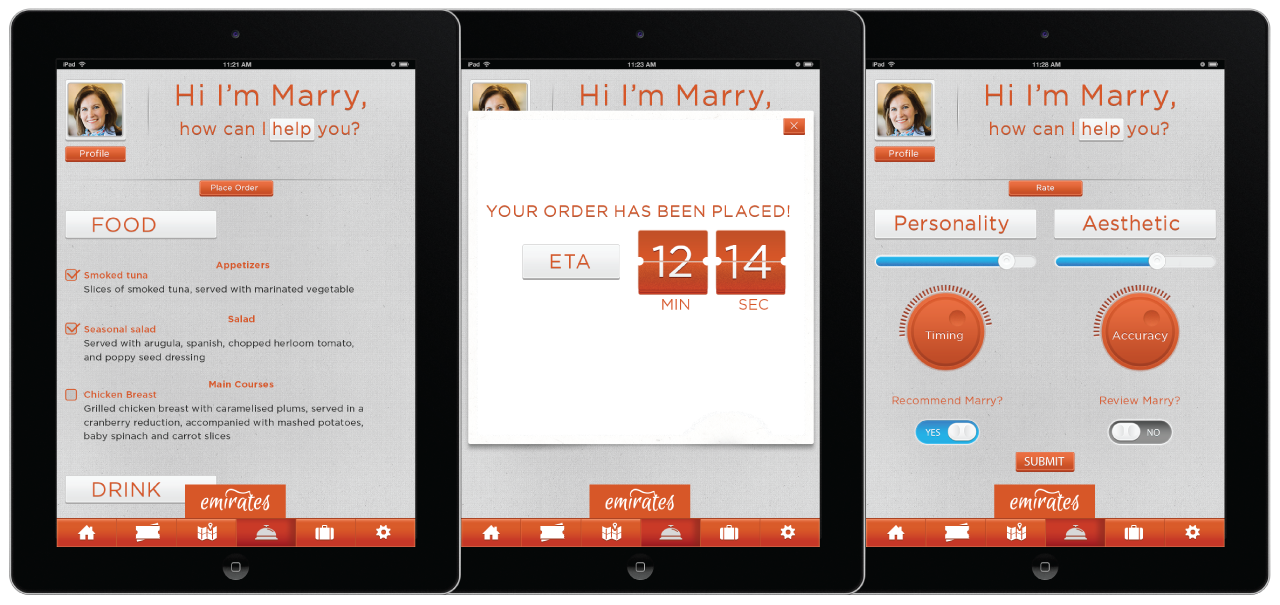 iPad
11:21 AM
Hi I'm Marry,
how can I help you?
Profile
Place Order
FOOD
Appetizers
Smoked tuna
Slices of smoked tuna, served with marinated vegetable
Salad
Seasonal salad
Served with arugula, spanish, chopped herloom tomato,
and poppy seed dressing
Main Courses
Chicken Breast
Grilled chicken breast with caramelised plums, served in a
cranberry reduction, accompanied with mashed potatoes,
baby spinach and carrot slices
DRINK
emirates
iPad
11:23 AM
Hi I'm Marry,
YOUR ORDER HAS BEEN PLACED!
ETA
12
14
MIN
SEC
emirates
iPad
11:28 AM
Hi I'm Marry,
how can I help you?
Profile
Rate
Personality
Aesthetic
Timing
Accuracy
Recommend Marry?
Review Marry?
YES
NO
SUBMIT
emirates